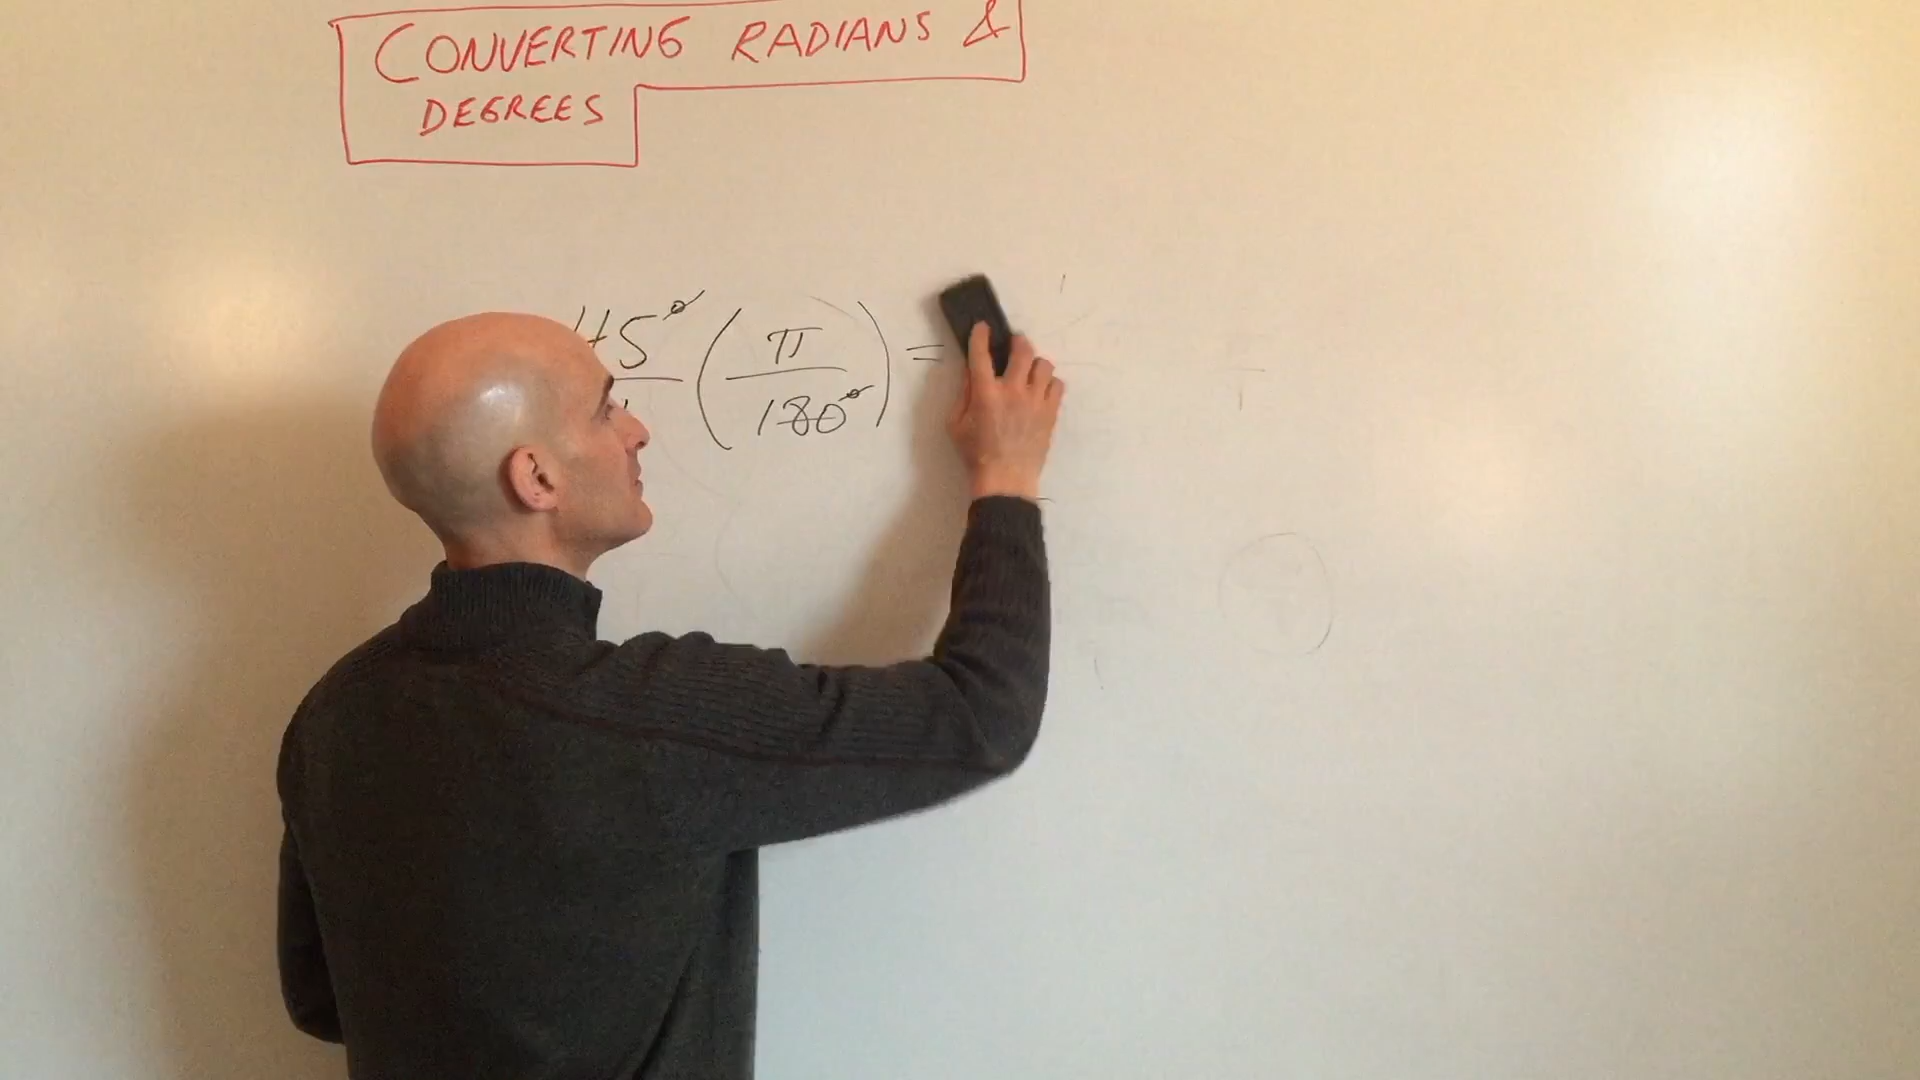 CONVERTING RADIANS &
DEGREES
45° ( π / 180° ) =